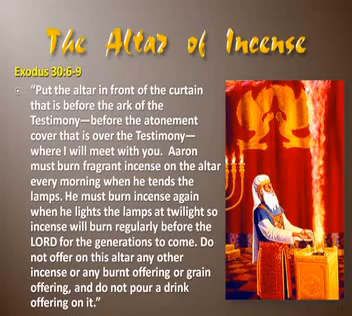 The Altar of Incense
Exodus 30:6-9
“Put the altar in front of the curtain
that is before the ark of the
Testimony—before the atonement
cover that is over the Testimony—
where I will meet with you.  Aaron
must burn fragrant incense on the altar
every morning when he tends the
lamps. He must burn incense again
when he lights the lamps at twilight so
incense will burn regularly before the
LORD for the generations to come. Do
not offer on this altar any other
incense or any burnt offering or grain
offering, and do not pour a drink
offering on it.”